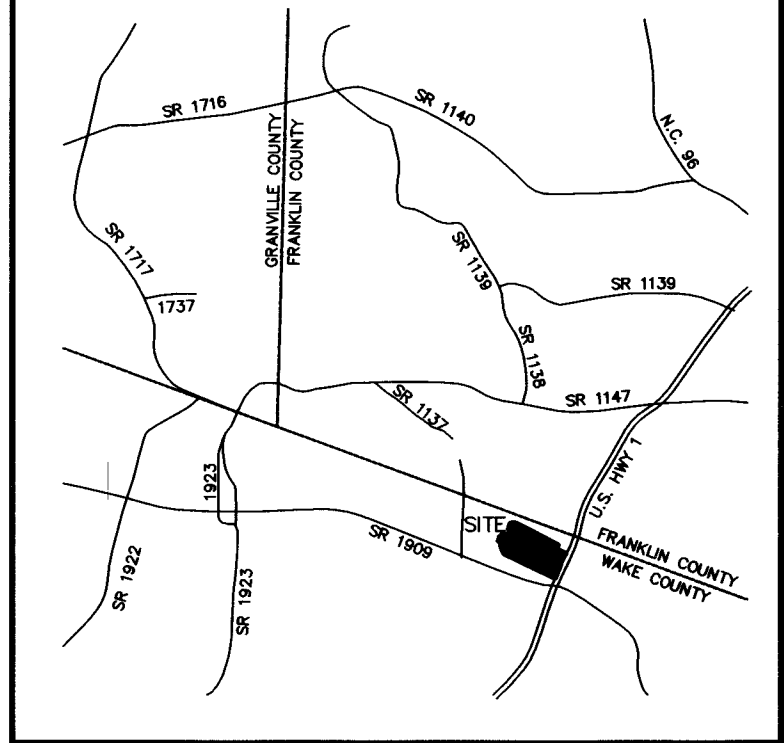 SR 1716
SR 1140
N.C. 96
GRANVILLE COUNTY
FRANKLIN COUNTY
SR 1717
SR 1139
SR 1139
1737
SR 1138
SR 1137
SR 1147
1923
U.S. HWY 1
SITE
SR 1909
FRANKLIN COUNTY
WAKE COUNTY
SR 1922
SR 1923